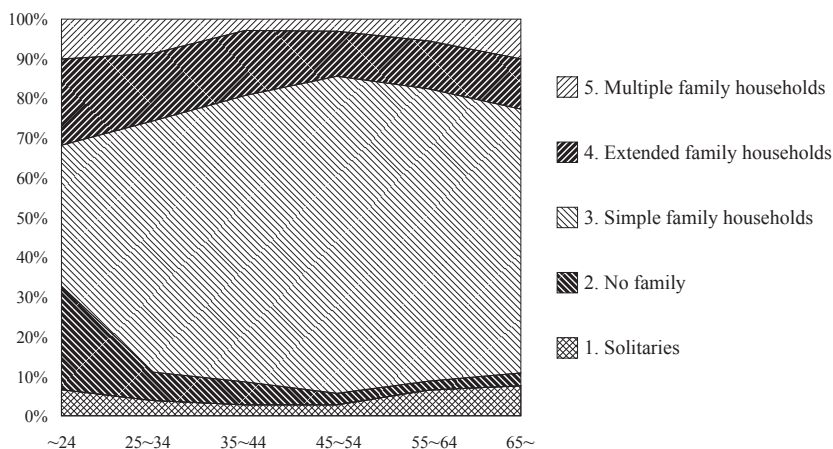 100%
90%
80%
70%
60%
50%
40%
30%
20%
10%
0%
~24 25~34 35~44 45~54 55~64 65~
5. Multiple family households
4. Extended family households
3. Simple family households
2. No family
1. Solitaries